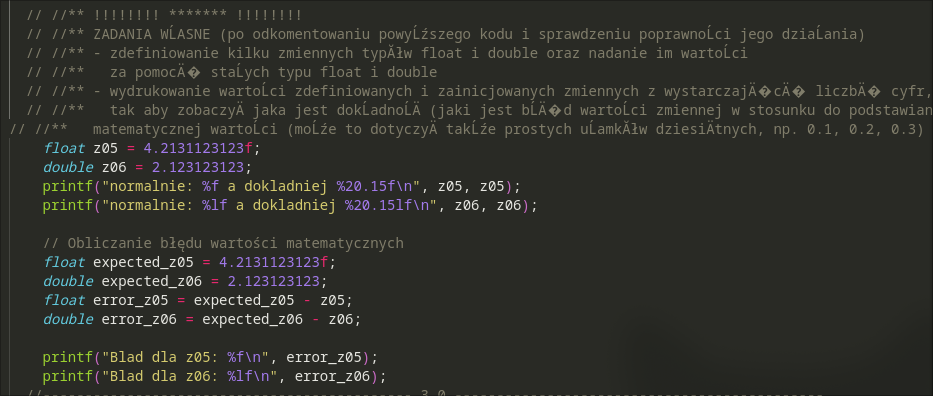 // //** !!!!!!!! ******* !!!!!!!!
// //** ZADANIA WĹASNE (po odkomentowaniu powyĹźszego kodu i sprawdzeniu poprawnoĹci jego dziaĹania)
// //** - zdefiniowanie kilku zmiennych typĂłw float i double oraz nadanie im wartoĹci
// //**   za pomocÄ� staĹych typu float i double
// //** - wydrukowanie wartoĹci zdefiniowanych i zainicjowanych zmiennych z wystarczajÄ�cÄ� liczbÄ� cyfr,
// //**   tak aby zobaczyÄ jaka jest dokĹadnoĹÄ (jaki jest bĹÄ�d wartoĹci zmiennej w stosunku do podstawian
// //**   matematycznej wartoĹci (moĹźe to dotyczyÄ takĹźe prostych uĹamkĂłw dziesiÄtnych, np. 0.1, 0.2, 0.3)
float z05 = 4.2131123123f;
double z06 = 2.123123123;
printf("normalnie: %f a dokladniej %20.15f\n", z05, z05);
printf("normalnie: %lf a dokladniej %20.15lf\n", z06, z06);
// Obliczanie błędu wartości matematycznych
float expected_z05 = 4.2131123123f;
double expected_z06 = 2.123123123;
float error_z05 = expected_z05 - z05;
double error_z06 = expected_z06 - z06;
printf("Blad dla z05: %f\n", error_z05);
printf("Blad dla z06: %lf\n", error_z06);